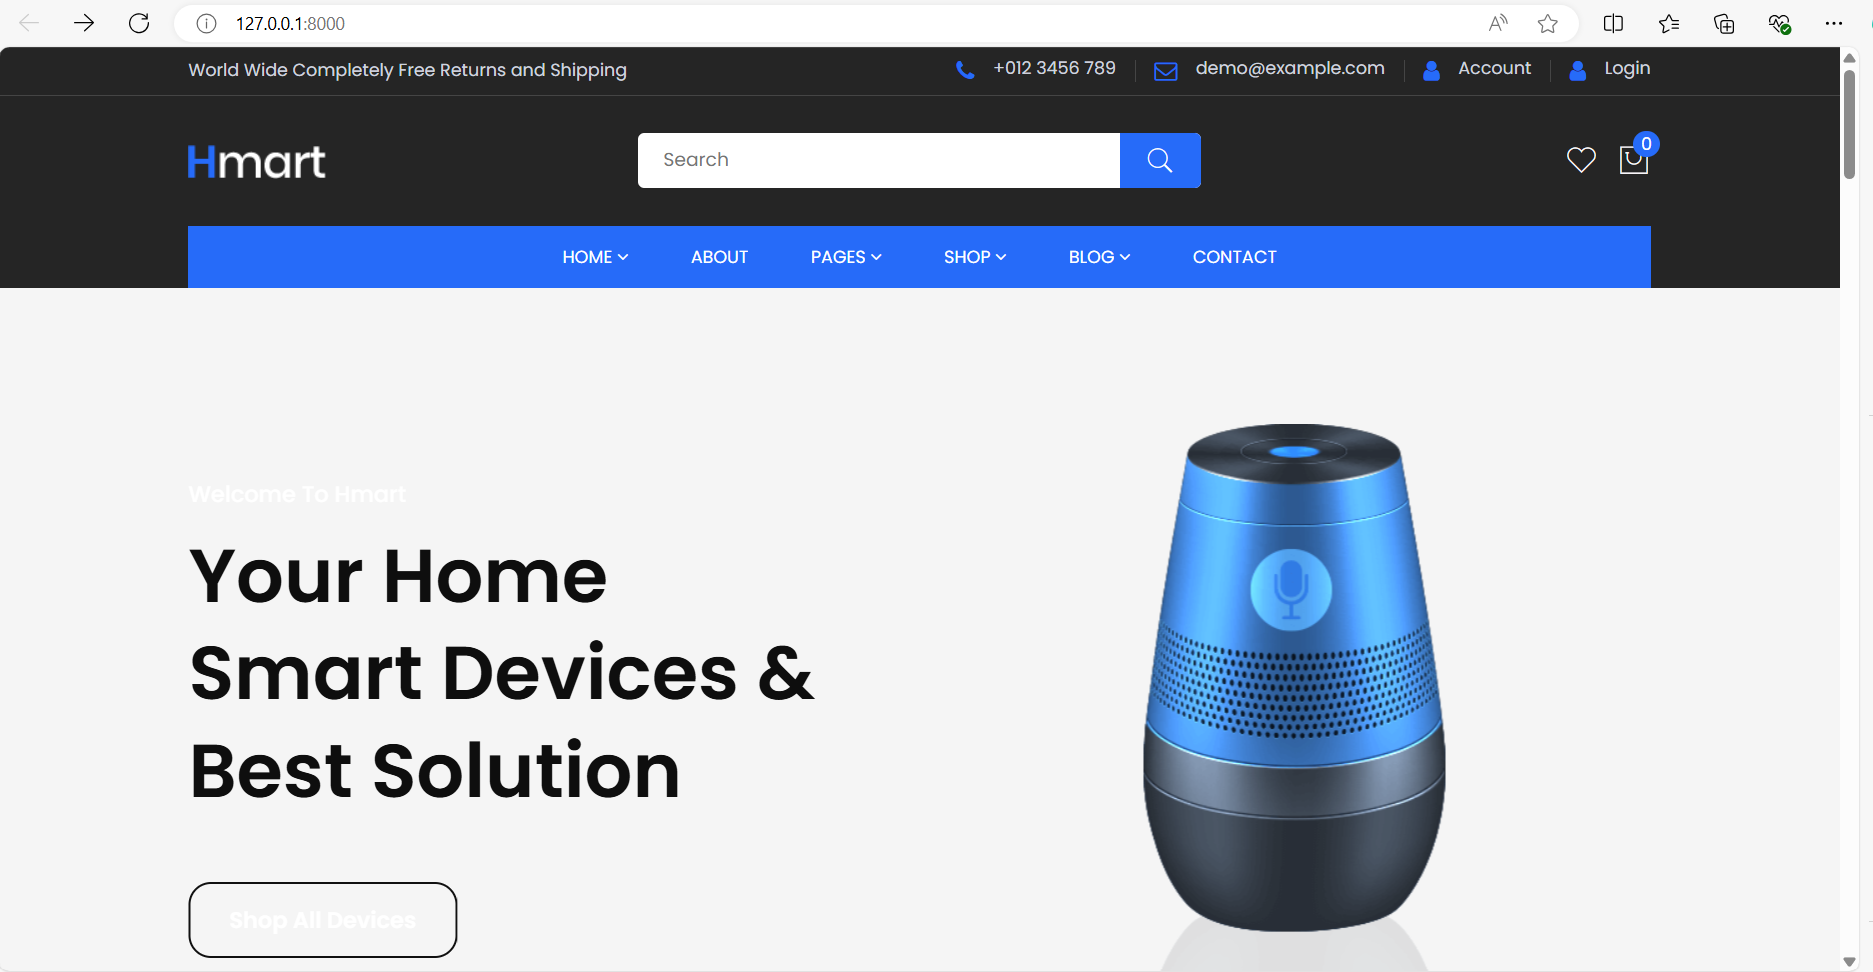 127.0.0.1:8000
World Wide Completely Free Returns and Shipping
+012 3456 789
demo@example.com
Account
Login
Hmart
Search
0
HOME
ABOUT
PAGES
SHOP
BLOG
CONTACT
Welcome To Hmart
Your Home
Smart Devices &
Best Solution
Shop All Devices